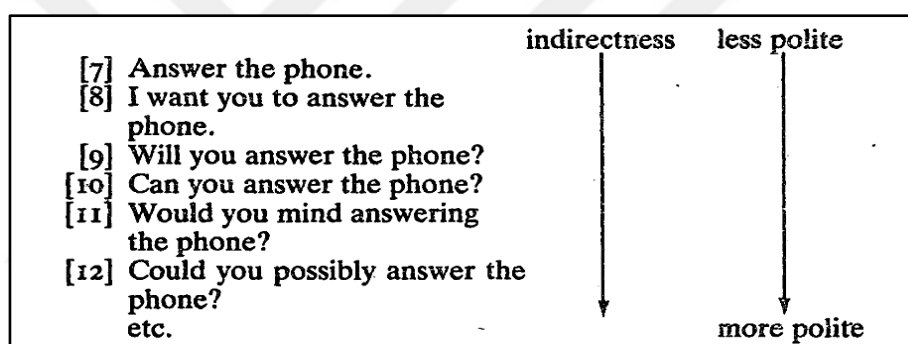 indirectness less polite
[7] Answer the phone.
[8] I want you to answer the
phone.
[9] Will you answer the phone?
[10] Can you answer the phone?
[11] Would you mind answering
the phone?
[12] Could you possibly answer the
phone?
etc. more polite